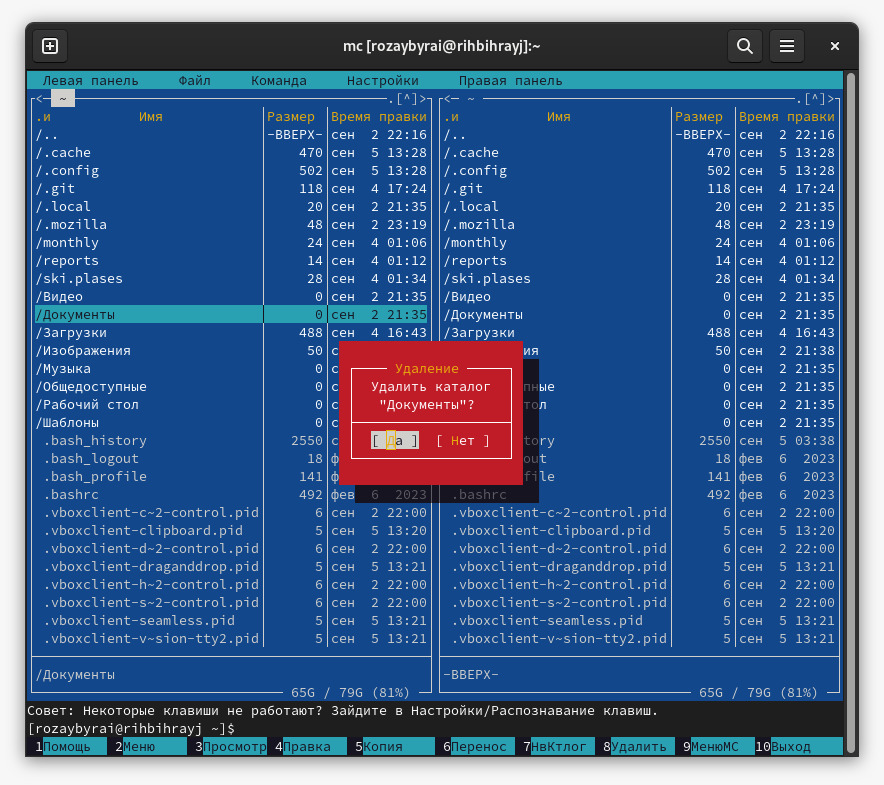 mc [rozaybyrai@rihbihrayj]:~
Левая панель Файл Команда Настройки Правая панель
<─ ~ .[^]> <─ ~ .[^]>
.и Имя Размер Время правки .и Имя Размер Время правки
/.. -ВВЕРХ- сен 2 22:16 /.. -ВВЕРХ- сен 2 22:16
/.cache 470 сен 5 13:28 /.cache 470 сен 5 13:28
/.config 502 сен 5 13:28 /.config 502 сен 5 13:28
/.git 118 сен 4 17:24 /.git 118 сен 4 17:24
/.local 20 сен 2 21:35 /.local 20 сен 2 21:35
/.mozilla 48 сен 2 23:19 /.mozilla 48 сен 2 23:19
/monthly 24 сен 4 01:06 /monthly 24 сен 4 01:06
/reports 14 сен 4 01:12 /reports 14 сен 4 01:12
/ski.plases 28 сен 4 01:34 /ski.plases 28 сен 4 01:34
/Видео 0 сен 2 21:35 /Видео 0 сен 2 21:35
/Документы 0 сен 2 21:35 /Документы 0 сен 2 21:35
/Загрузки 488 сен 4 16:43 /Загрузки 488 сен 4 16:43
/Изображения 50 с ия 50 сен 2 21:38
/Музыка 0 с Удаление 0 сен 2 21:35
/Общедоступные 0 с Удалить каталог ные 0 сен 2 21:35
/Рабочий стол 0 с "Документы"? тол 0 сен 2 21:35
/Шаблоны 0 с 0 сен 2 21:35
.bash_history 2550 с [ Да ] [ Нет ] tory 2550 сен 5 03:38
.bash_logout 18 ф out 18 фев 6 2023
.bash_profile 141 ф file 141 фев 6 2023
.bashrc 492 фев 6 2023 .bashrc 492 фев 6 2023
.vboxclient-c~2-control.pid 6 сен 2 22:00 .vboxclient-c~2-control.pid 6 сен 2 22:00
.vboxclient-clipboard.pid 5 сен 5 13:20 .vboxclient-clipboard.pid 5 сен 5 13:20
.vboxclient-d~2-control.pid 6 сен 2 22:00 .vboxclient-d~2-control.pid 6 сен 2 22:00
.vboxclient-draganddrop.pid 5 сен 5 13:21 .vboxclient-draganddrop.pid 5 сен 5 13:21
.vboxclient-h~2-control.pid 6 сен 2 22:00 .vboxclient-h~2-control.pid 6 сен 2 22:00
.vboxclient-s~2-control.pid 6 сен 2 22:00 .vboxclient-s~2-control.pid 6 сен 2 22:00
.vboxclient-seamless.pid 5 сен 5 13:21 .vboxclient-seamless.pid 5 сен 5 13:21
.vboxclient-v~sion-tty2.pid 5 сен 5 13:21 .vboxclient-v~sion-tty2.pid 5 сен 5 13:21
/Документы -ВВЕРХ-
65G / 79G (81%) 65G / 79G (81%)
Совет: Некоторые клавиши не работают? Зайдите в Настройки/Распознавание клавиш.
[rozaybyrai@rihbihrayj ~]$
1Помощь 2Меню 3Просмотр 4Правка 5Копия 6Перенос 7НвКтлог 8Удалить 9МенюМС 10Выход